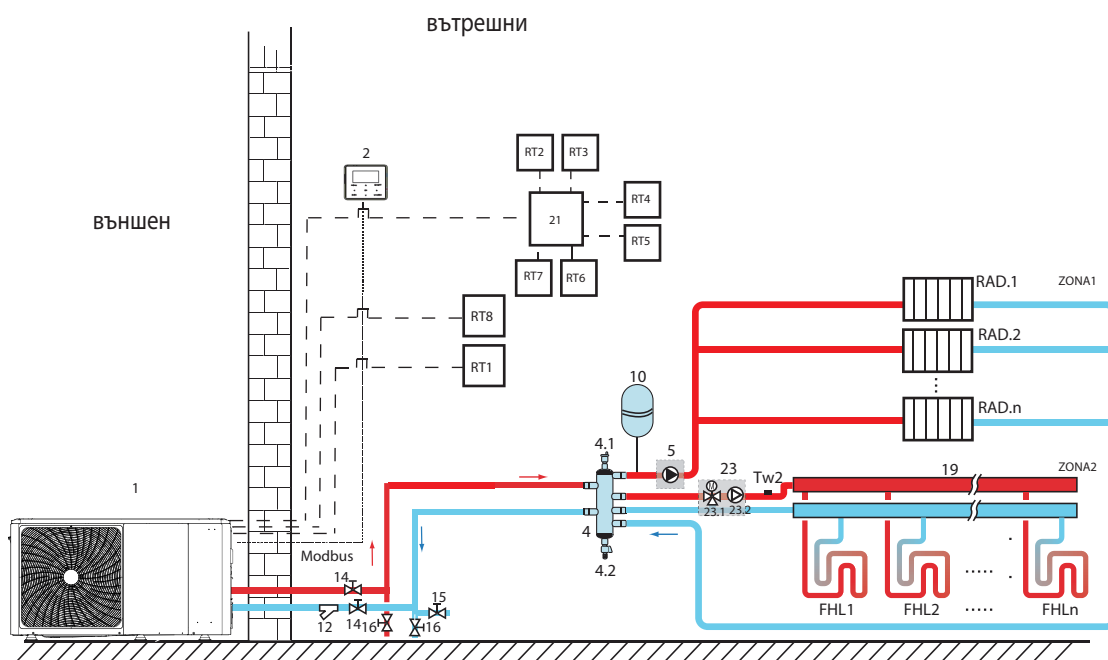 вътрешни
външен
2
RT2
RT3
RT4
21
RT5
RT7
RT6
RT8
RT1
RAD.1
ZONA1
RAD.2
:
RAD.n
10
4.1
5
23
Tw2
19
ZONA2
23.1
23.2
4
4.2
1
Modbus
14
15
12
14
16
16
FHL1
FHL2
.....
.....
FHLn